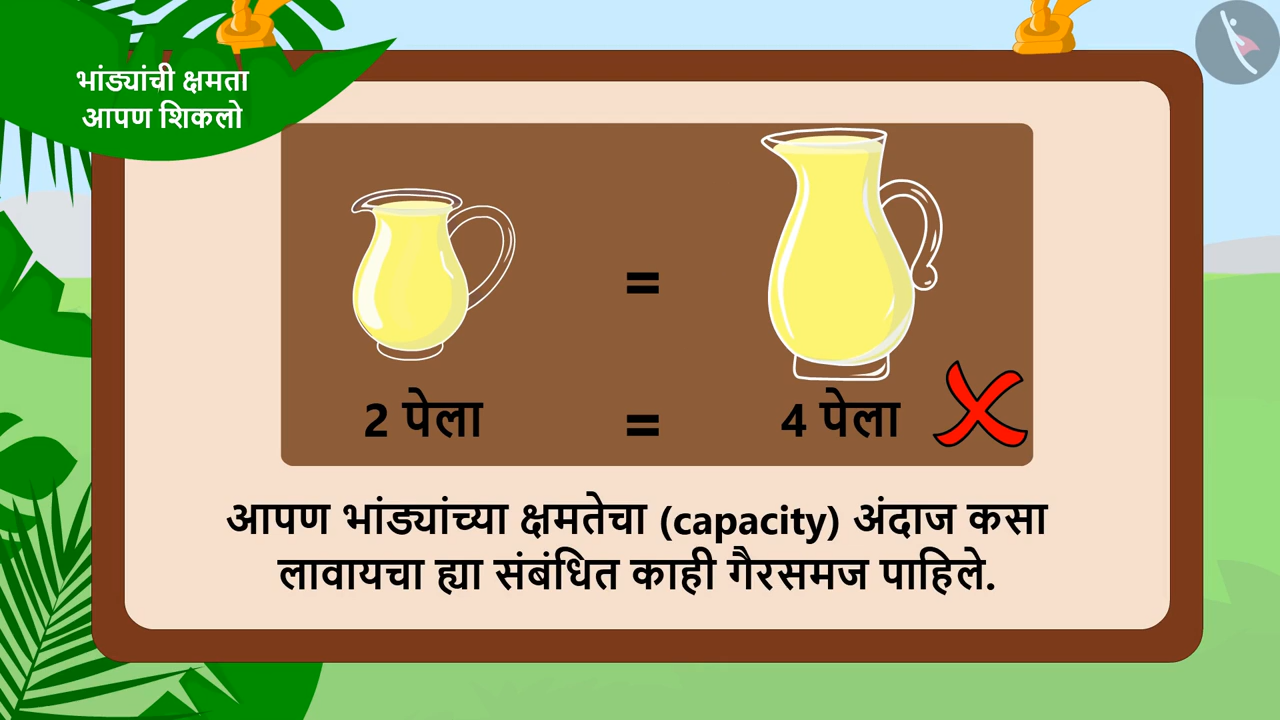 भांड्यांची क्षमता
आपण शिकलो
=
2 पेला = 4 पेला
आपण भांड्यांच्या क्षमतेचा (capacity) अंदाज कसा
लावायचा ह्या संबंधित काही गैरसमज पाहिले.